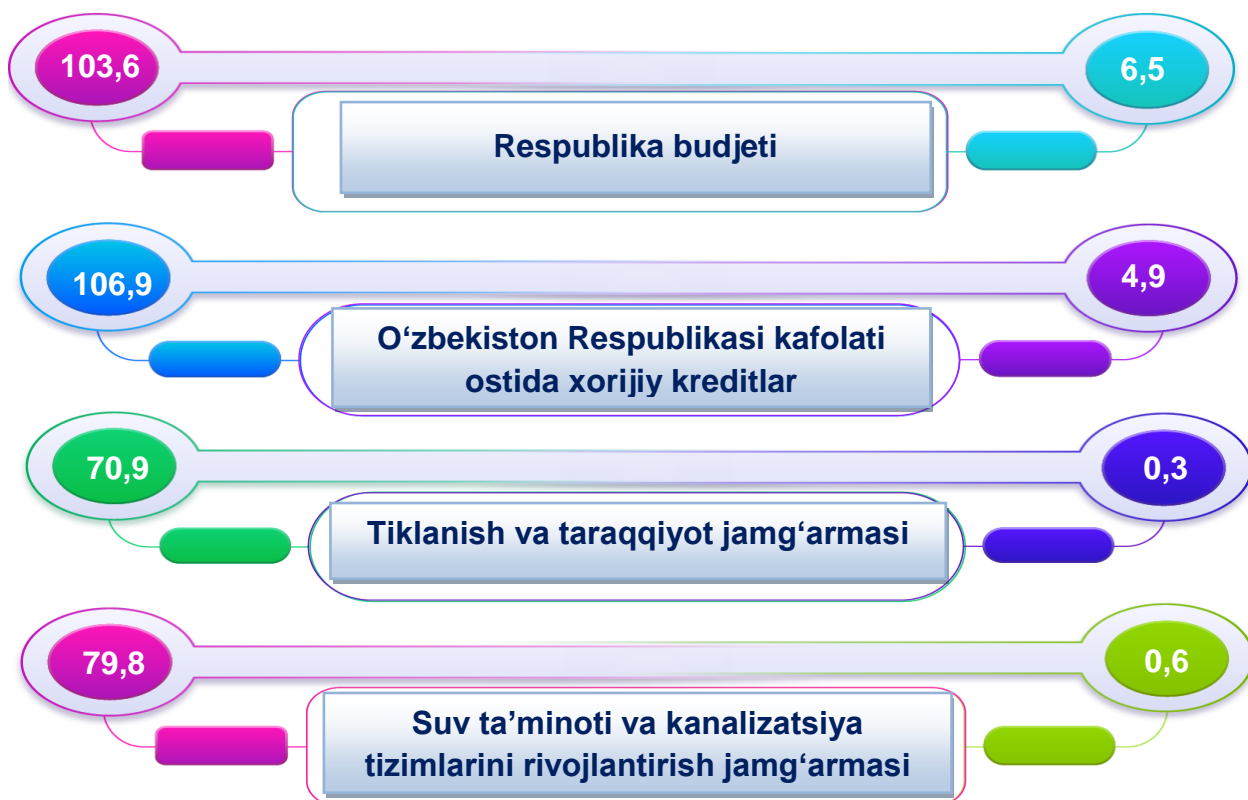 103,6
6,5
Respublika budjeti
106,9
4,9
O‘zbekiston Respublikasi kafolati
ostida xorijiy kreditlar
70,9
0,3
Tiklanish va taraqqiyot jamg‘armasi
79,8
0,6
Suv ta’minoti va kanalizatsiya
tizimlarini rivojlantirish jamg‘armasi